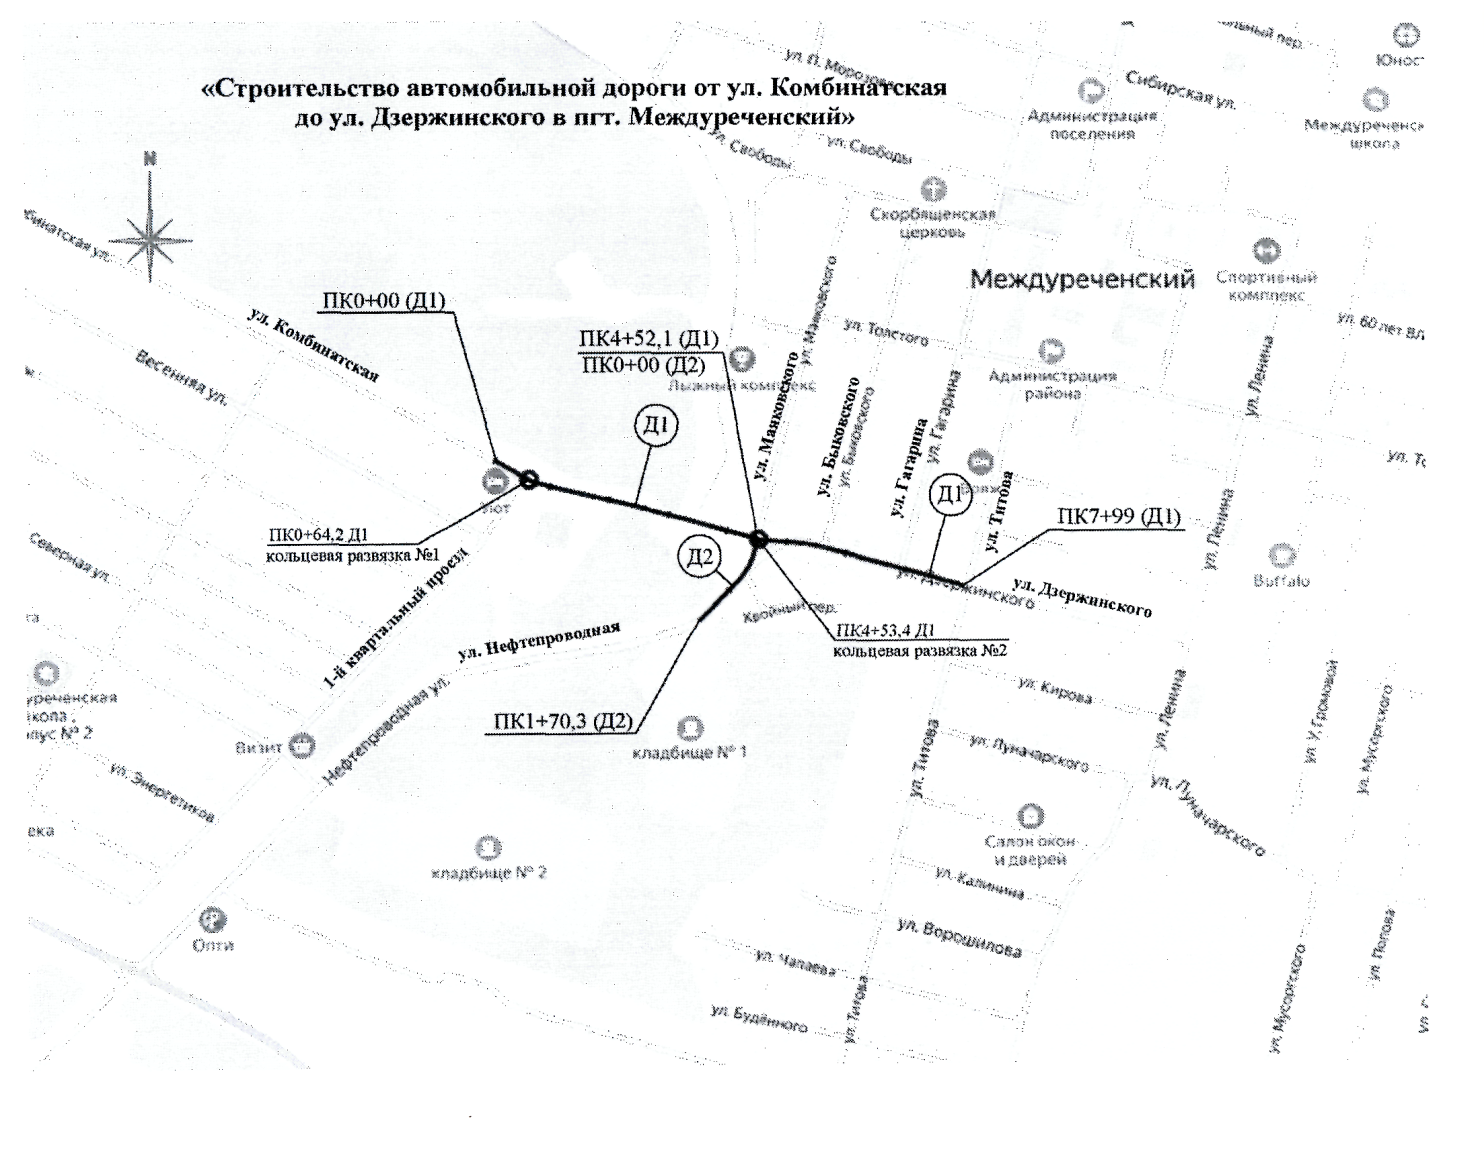 «Строительство автомобильной дороги от ул. Комбинатская
до ул. Дзержинского в пгт. Междуреченский»
N
ул. П. Морозова
Сибирская ул.
Администрация
поселения
ул. Свободы
ул. Свободы
Скорбященская
церковь
Междуреченский
Спортивный
комплекс
ПК0+00 (Д1)
ул. Комбинатская
Весенняя ул.
ПК4+52,1 (Д1)
ПК0+00 (Д2)
Лыжный комплекс
ул. Маяковского
ул. Маяковского
ул. Толстого
Администрация
района
ул. Ленина
ул. Быковского
ул. Быковского
ул. Гагарина
ул. Гагарина
Д1
Д1
ул. Титова
ПК7+99 (Д1)
ул. Ленина
Уют
ПК0+64,2 Д1
кольцевая развязка №1
Северная ул.
1-й квартальный проезд
Д2
Buffalo
ул. Дзержинского
ул. Дзержинского
Хвойный пер.
ПК4+53,4 Д1
кольцевая развязка №2
ул. Нефтепроводная
Нефтепроводная ул.
ПК1+70,3 (Д2)
кладбище № 1
ул. Кирова
ул. Ленина
ул. Луначарского
ул. Луначарского
ул. Титова
ул. У.Громовой
ул. Мусоргского
Визит
ул. Энергетиков
Салон окон
и дверей
кладбище № 2
ул. Калинина
ул. Ворошилова
Опти
ул. Чапаева
ул. Будённого
ул. Титова
ул. Мусоргского
ул. Попова